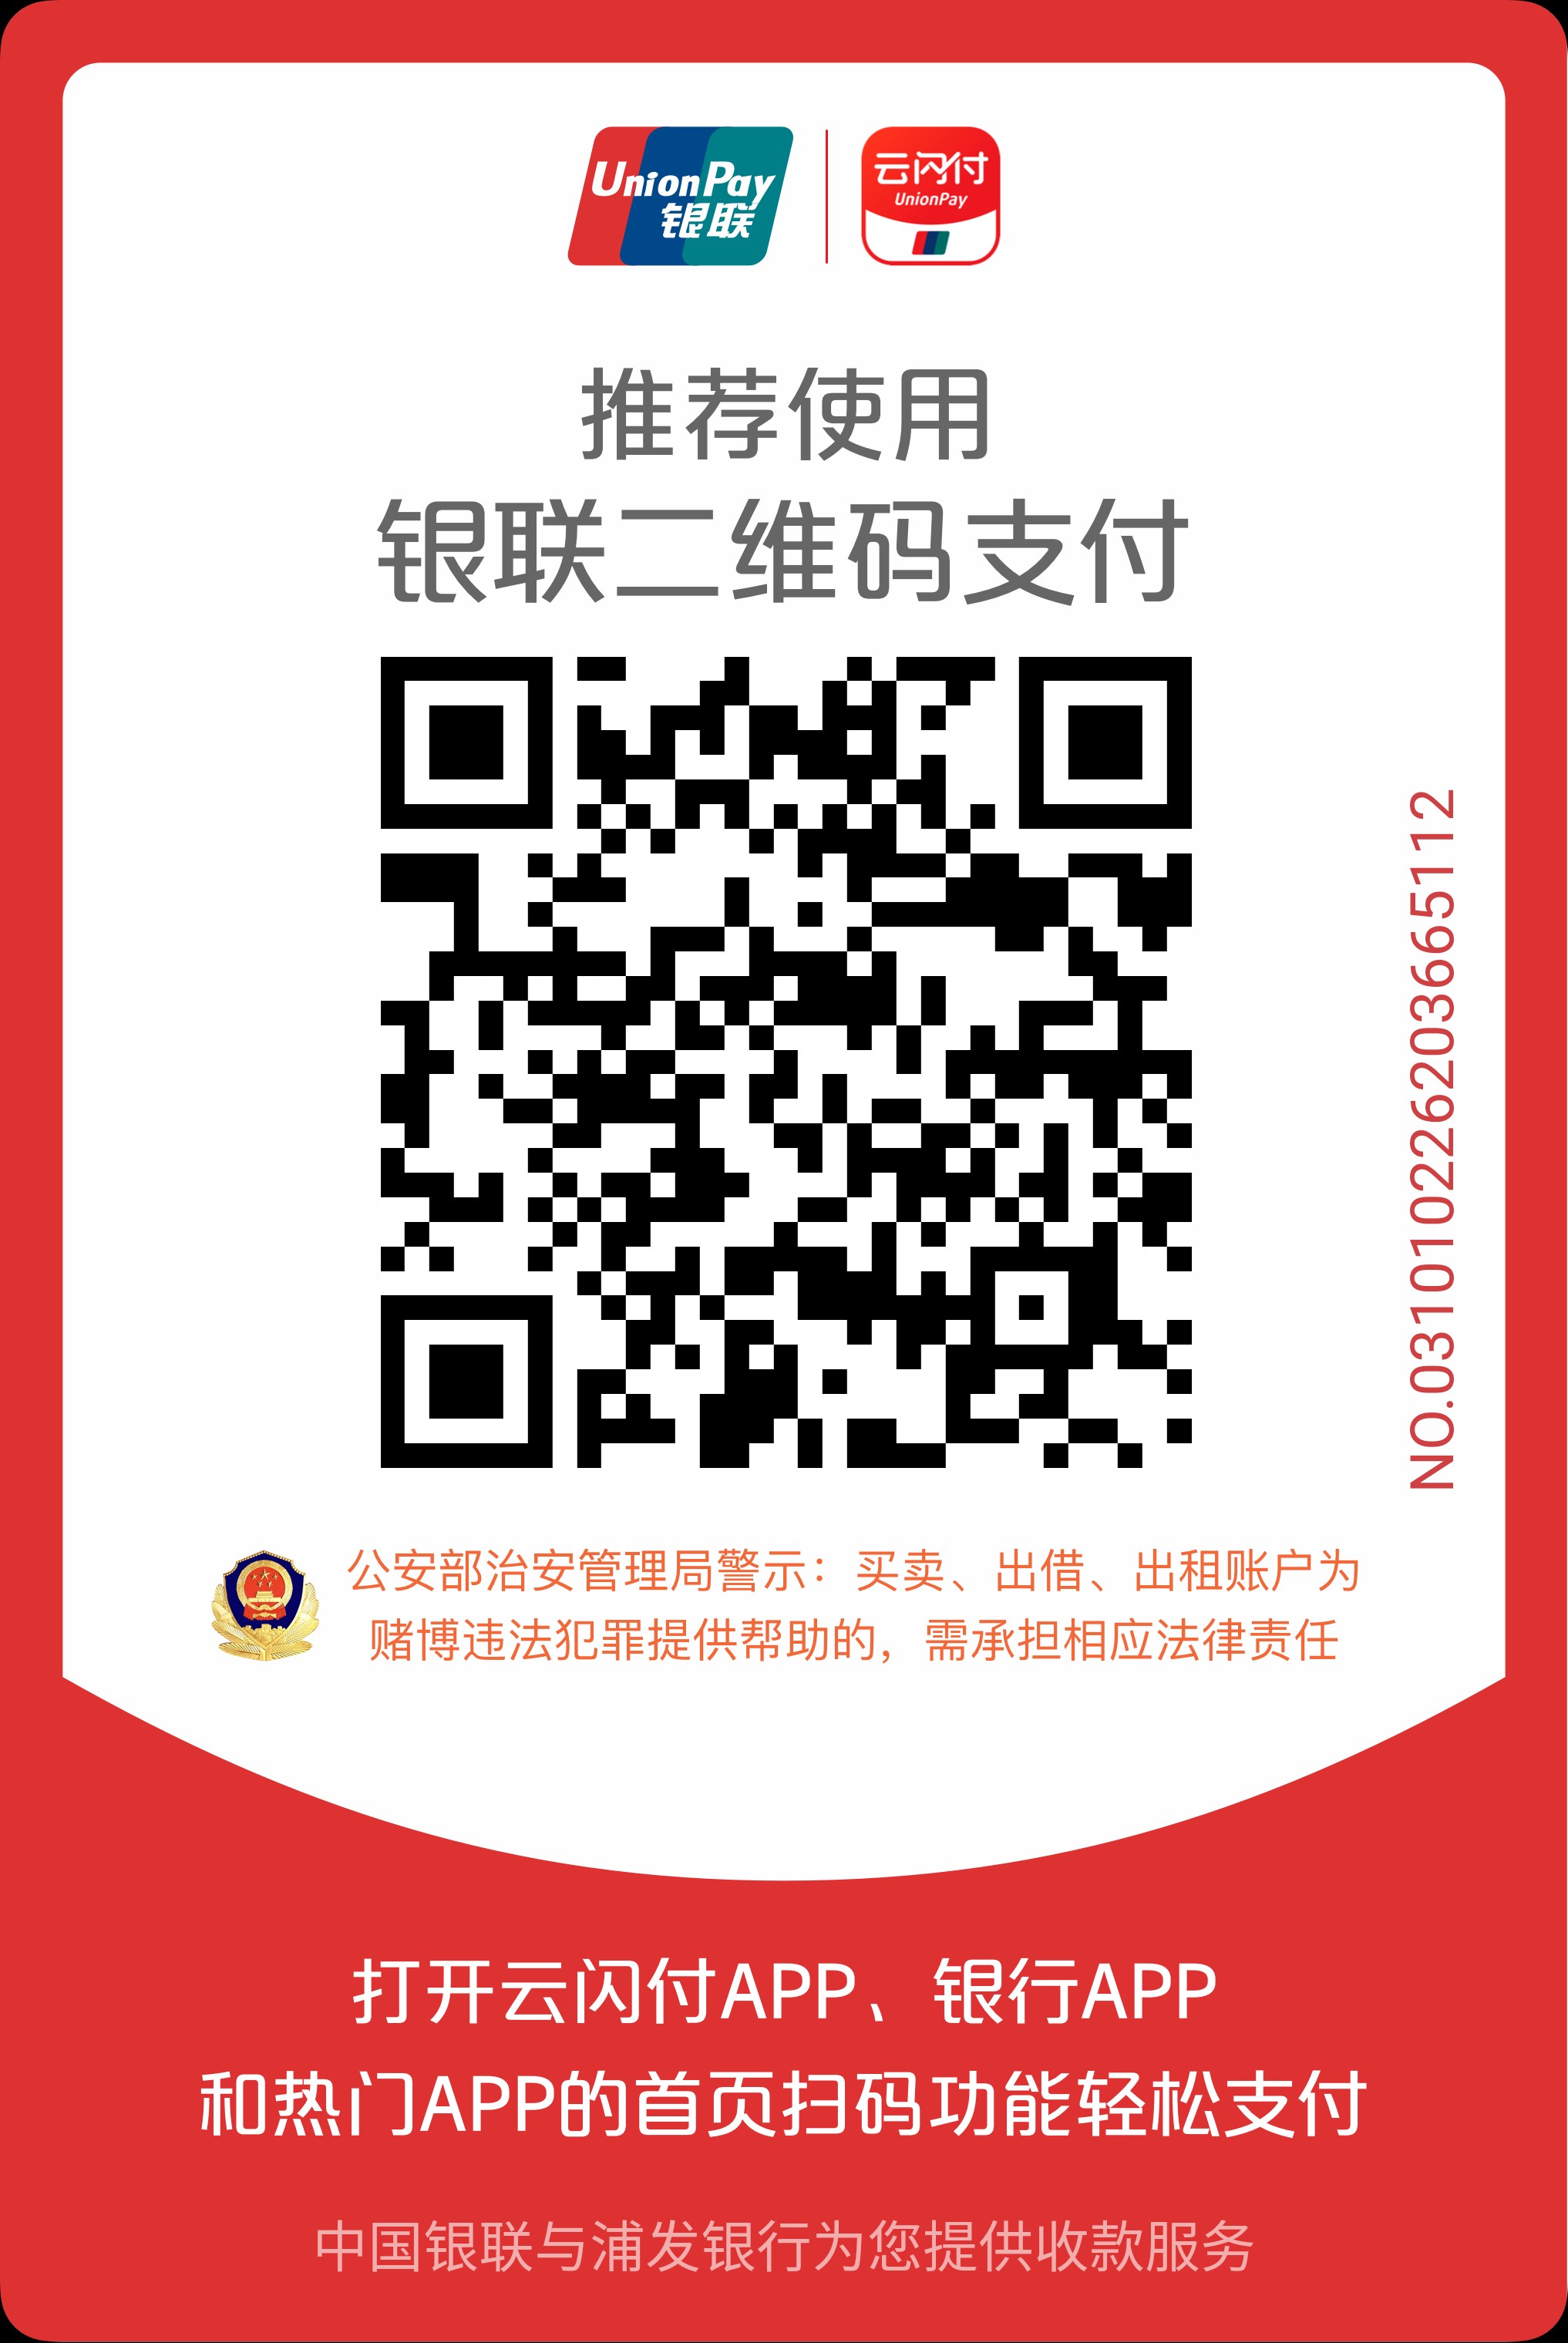 UnionPay
银联
云闪付
UnionPay
推荐使用
银联二维码支付
NO.0310102262036665112
公安部治安管理局警示：买卖、出借、出租账户为
赌博违法犯罪提供帮助的，需承担相应法律责任
打开云闪付APP、银行APP
和热门APP的首页扫码功能轻松支付
中国银联与浦发银行为您提供收款服务